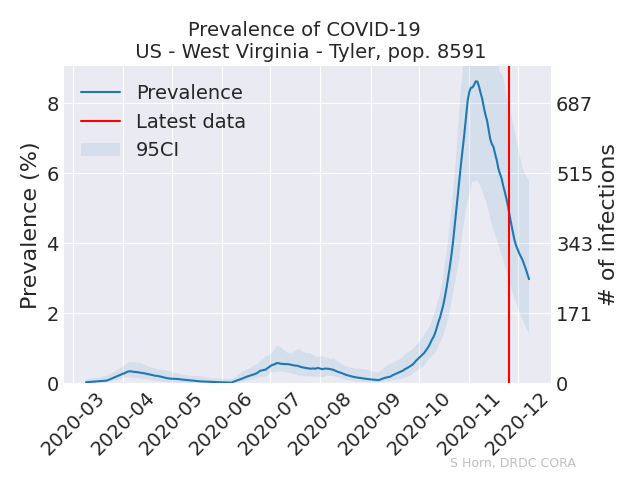 Prevalence of COVID-19
US - West Virginia - Tyler, pop. 8591
Prevalence
Latest data
95CI
Prevalence (%)
8
6
4
2
0
687
515
343
171
0
# of infections
2020-03
2020-04
2020-05
2020-06
2020-07
2020-08
2020-09
2020-10
2020-11
2020-12
S Horn, DRDC CORA